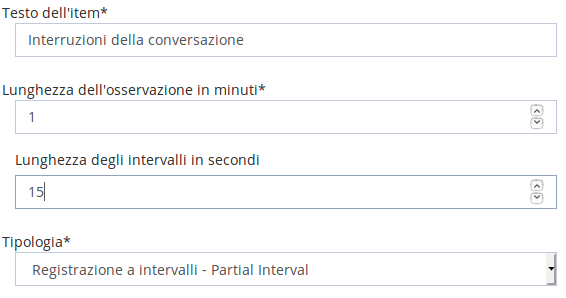 Testo dell'item*
Interruzioni della conversazione
Lunghezza dell'osservazione in minuti*
1
Lunghezza degli intervalli in secondi
15
Tipologia*
Registrazione a intervalli - Partial Interval